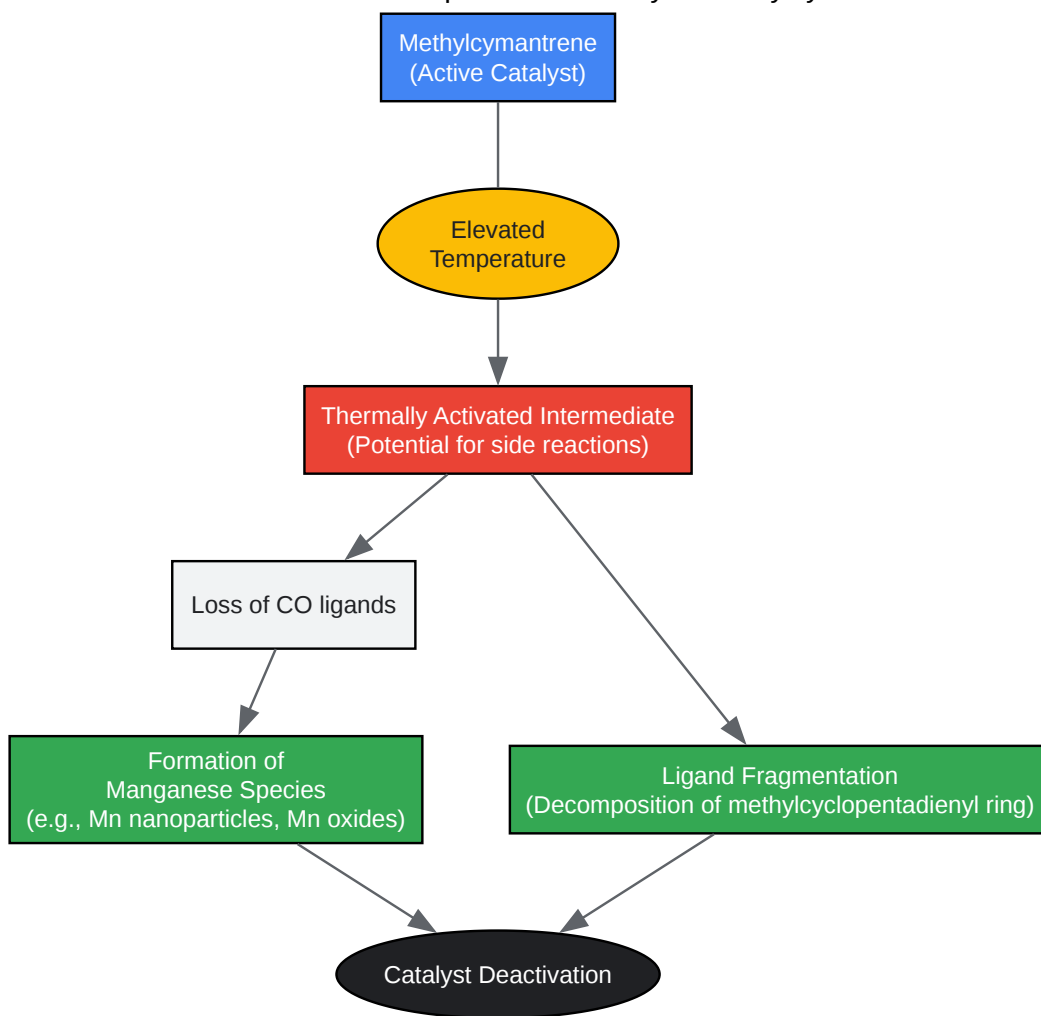 Methylcymantrene
(Active Catalyst)
Elevated
Temperature
Thermally Activated Intermediate
(Potential for side reactions)
Loss of CO ligands
Formation of
Manganese Species
(e.g., Mn nanoparticles, Mn oxides)
Ligand Fragmentation
(Decomposition of methylcyclopentadienyl ring)
Catalyst Deactivation